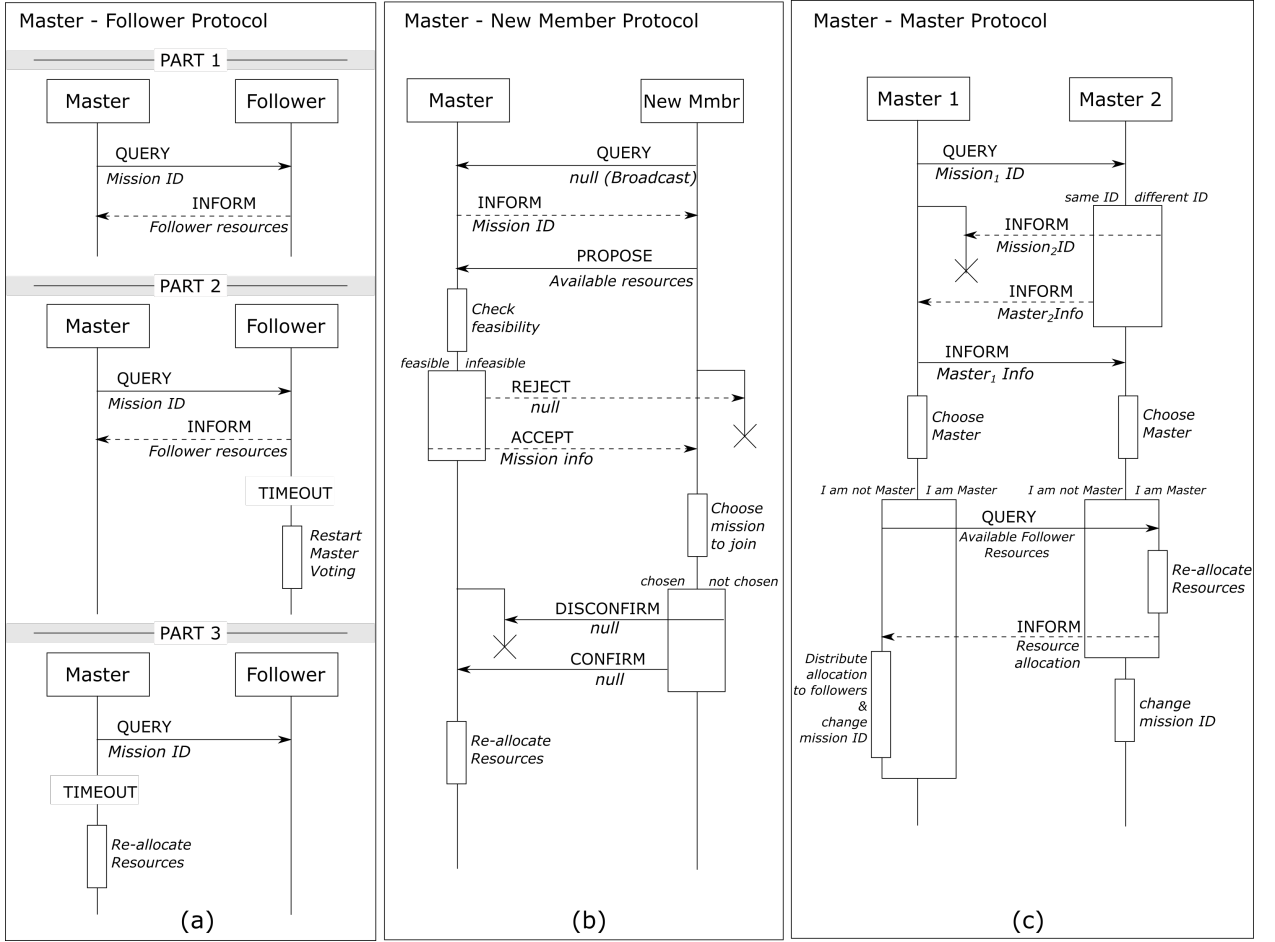 Master - Follower Protocol
PART 1
Master
Follower
QUERY
Mission ID
INFORM
Follower resources
PART 2
Master
Follower
QUERY
Mission ID
INFORM
Follower resources
TIMEOUT
Restart
Master
Voting
PART 3
Master
Follower
QUERY
Mission ID
TIMEOUT
Re-allocate
Resources
(a)
Master - New Member Protocol
Master
New Mmbr
QUERY
null (Broadcast)
INFORM
Mission ID
PROPOSE
Available resources
Check
feasibility
feasible infeasible
REJECT
null
ACCEPT
Mission info
Choose
mission
to join
chosen not chosen
DISCONFIRM
null
CONFIRM
null
Re-allocate
Resources
(b)
Master - Master Protocol
Master 1
Master 2
QUERY
Mission₁ ID
same ID different ID
INFORM
Mission₂ID
INFORM
Master₂Info
INFORM
Master₁ Info
Choose
Master
Choose
Master
I am not Master I am Master
I am not Master I am Master
QUERY
Available Follower
Resources
Re-allocate
Resources
INFORM
Resource
allocation
Distribute
allocation
to followers
&
change
mission ID
change
mission ID
(c)